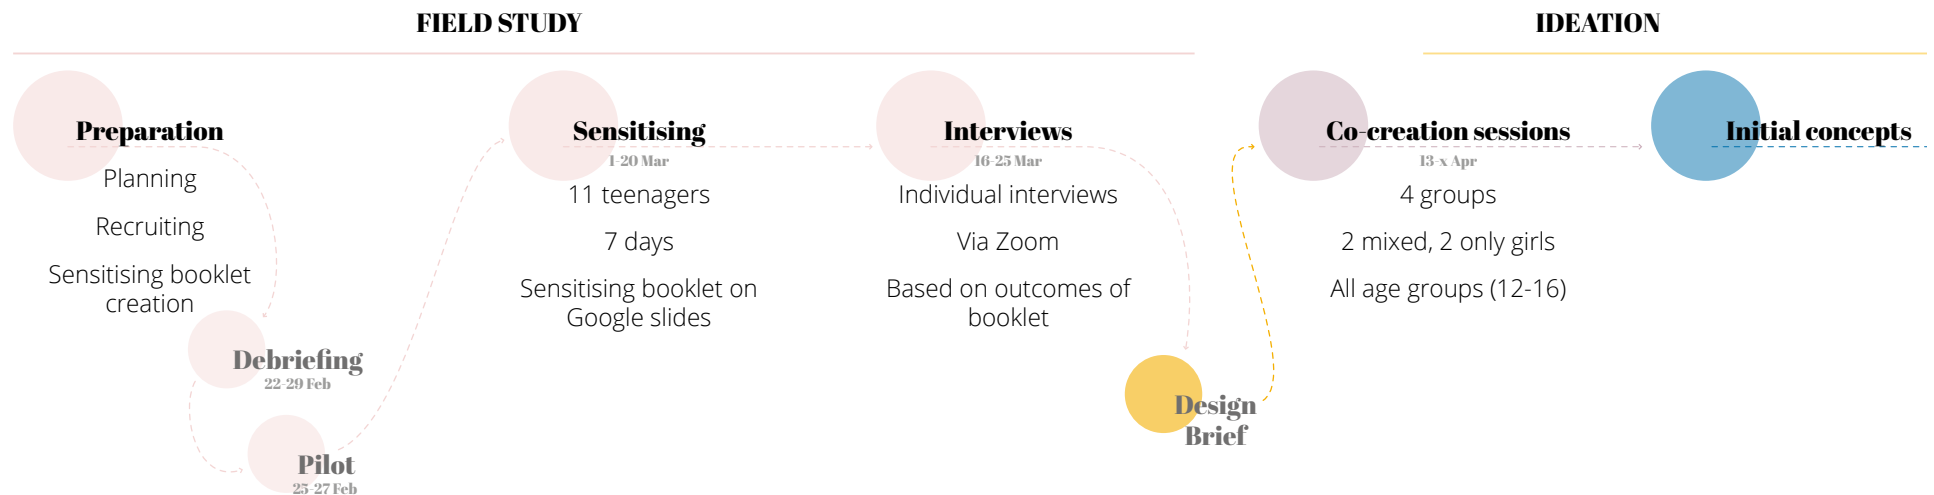 FIELD STUDY
IDEATION
Preparation
Planning
Recruiting
Sensitising booklet
creation
Debriefing
22-29 Feb
Pilot
25-27 Feb
Sensitising
1-20 Mar
11 teenagers
7 days
Sensitising booklet on
Google slides
Interviews
16-25 Mar
Individual interviews
Via Zoom
Based on outcomes of
booklet
Design
Brief
Co-creation sessions
13-x Apr
4 groups
2 mixed, 2 only girls
All age groups (12-16)
Initial concepts